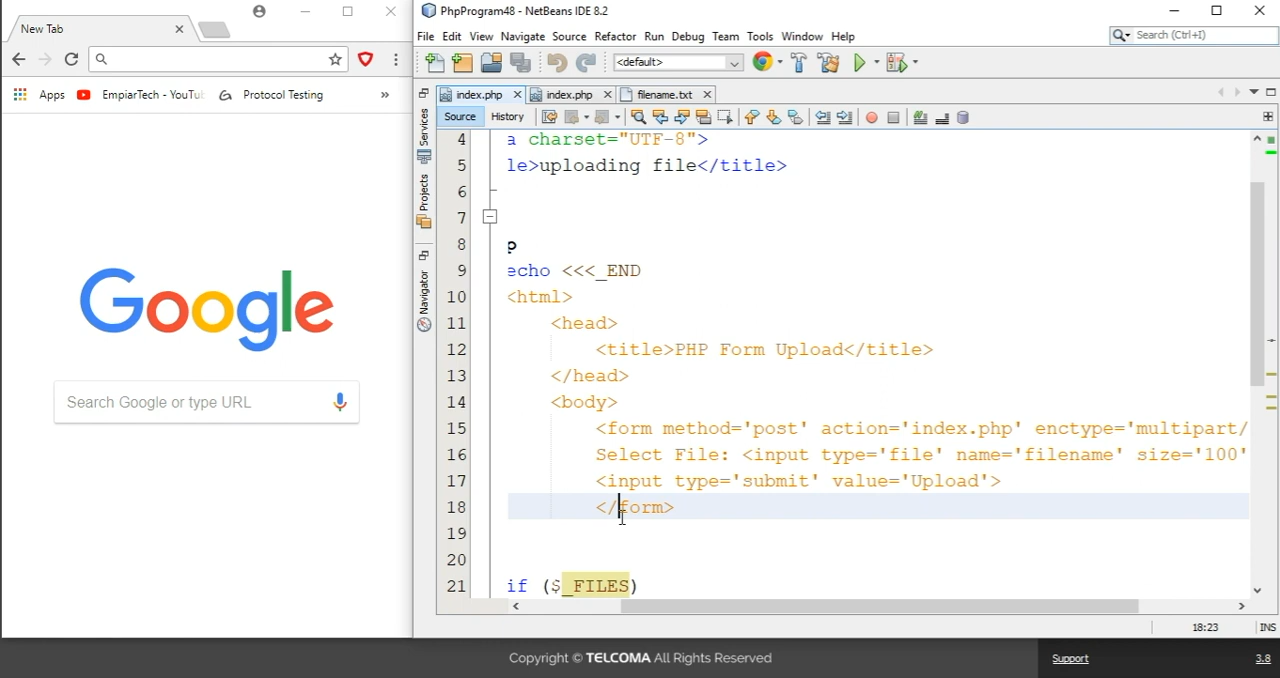 New Tab
Apps
EmpiarTech - YouTu
Protocol Testing
»
Google
Search Google or type URL
PhpProgram48 - NetBeans IDE 8.2
File Edit View Navigate Source Refactor Run Debug Team Tools Window Help
Search (Ctrl+I)
<default>
index.php
index.php
filename.txt
Source History
Services
Projects
Navigator
4 a charset="UTF-8">
5 le>uploading file</title>
6
7
8 p
9 echo <<<_END
10 <html>
11 <head>
12 <title>PHP Form Upload</title>
13 </head>
14 <body>
15 <form method='post' action='index.php' enctype='multipart/
16 Select File: <input type='file' name='filename' size='100'
17 <input type='submit' value='Upload'>
18 </form>
19
20
21 if ($_FILES)
18:23 INS
Copyright © TELCOMA All Rights Reserved
Support
3.8